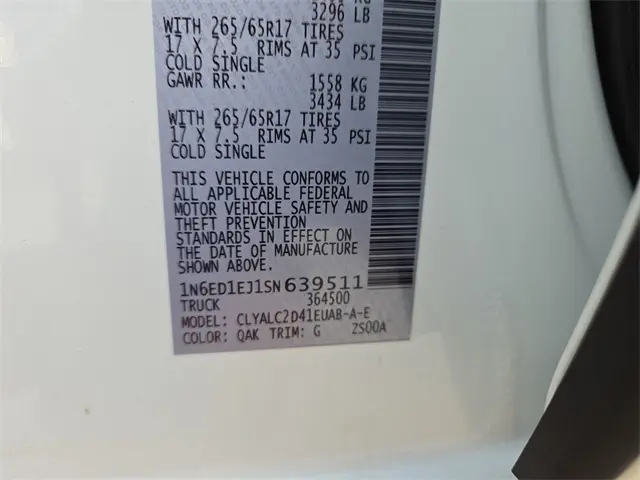 3296 LB
WITH 265/65R17 TIRES
17 X 7.5 RIMS AT 35 PSI
COLD SINGLE
GAWR RR.: 1558 KG
3434 LB
WITH 265/65R17 TIRES
17 X 7.5 RIMS AT 35 PSI
COLD SINGLE
THIS VEHICLE CONFORMS TO
ALL APPLICABLE FEDERAL
MOTOR VEHICLE SAFETY AND
THEFT PREVENTION
STANDARDS IN EFFECT ON
THE DATE OF MANUFACTURE
SHOWN ABOVE.
1N6ED1EJ1SN639511
TRUCK 364500
MODEL: CLYALC2D41EUAB-A-E
COLOR: QAK TRIM: G ZS00A